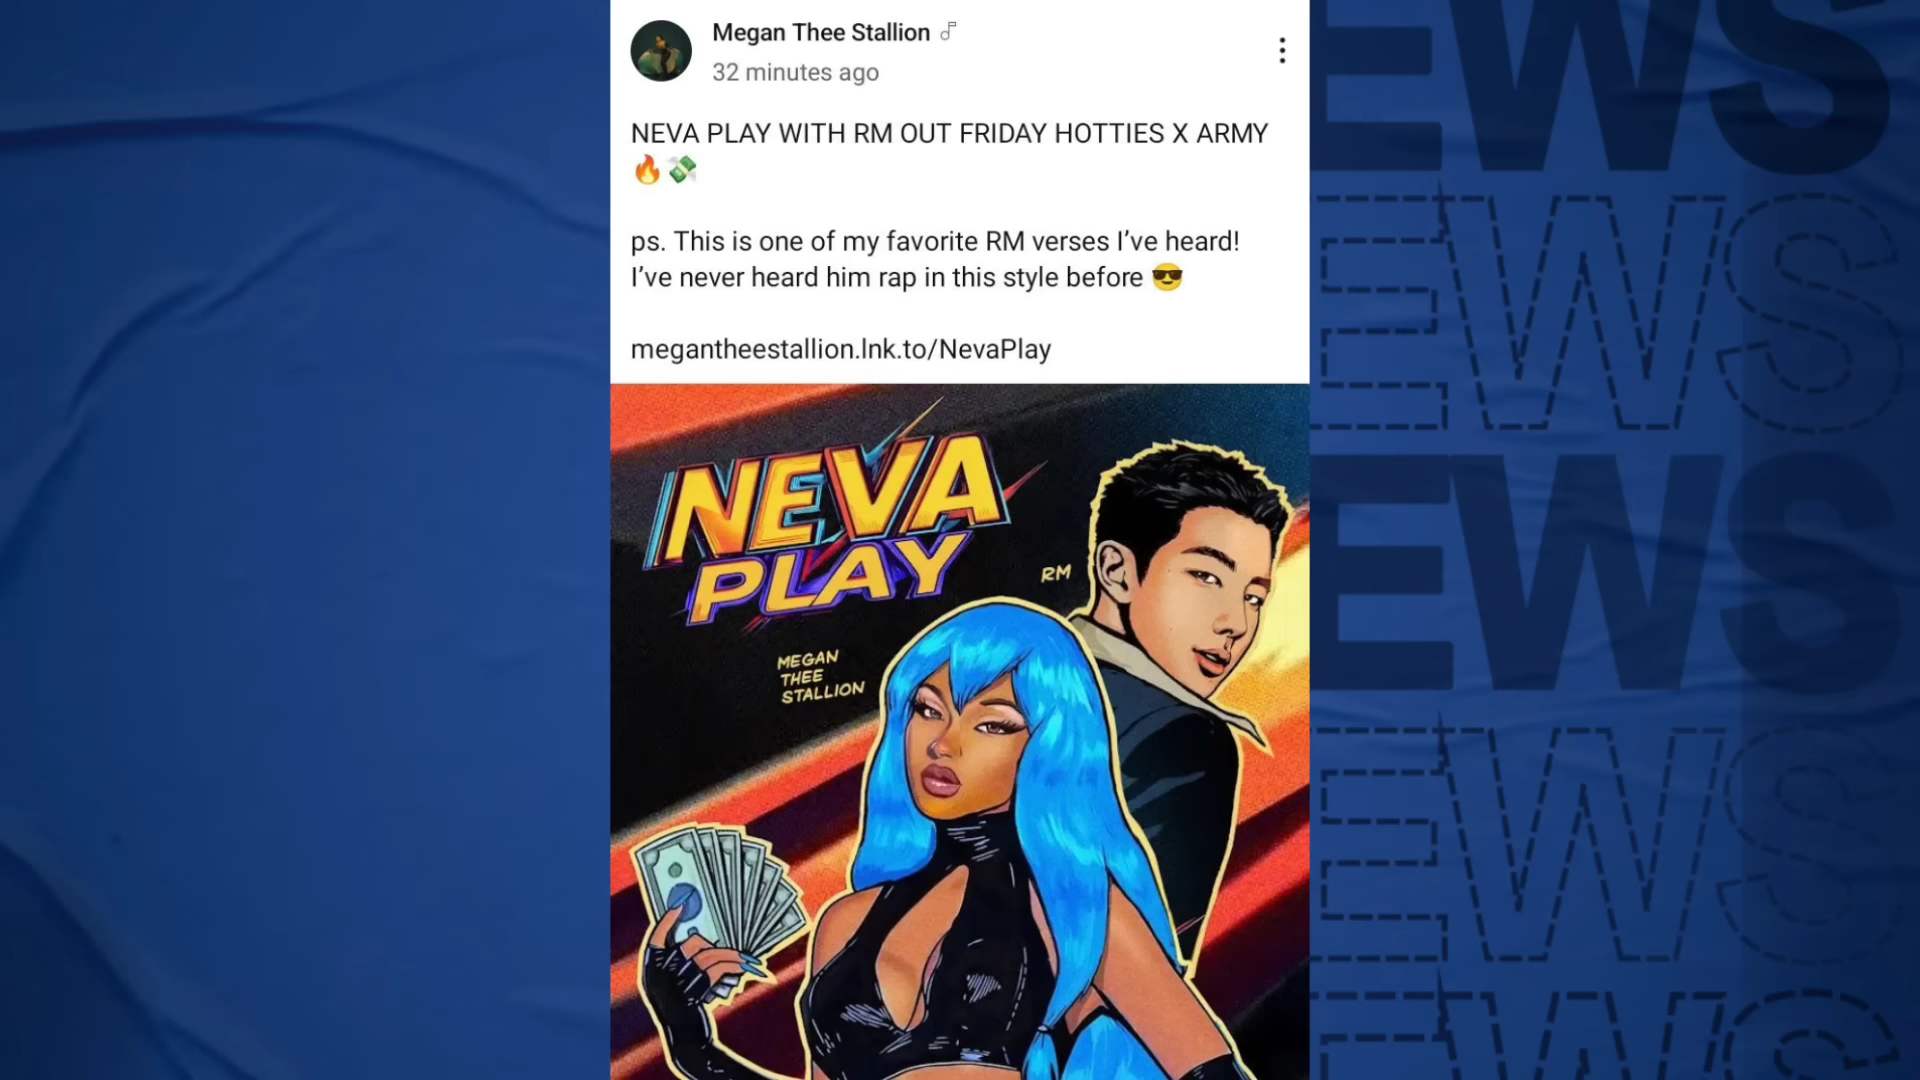 Megan Thee Stallion
32 minutes ago
NEVA PLAY WITH RM OUT FRIDAY HOTTIES X ARMY
🔥💸
ps. This is one of my favorite RM verses I’ve heard!
I’ve never heard him rap in this style before 😎
megantheestallion.lnk.to/NevaPlay
NEVA
PLAY
RM
MEGAN
THEE
STALLION
EWS
EWS
EWS
EWS
EWS